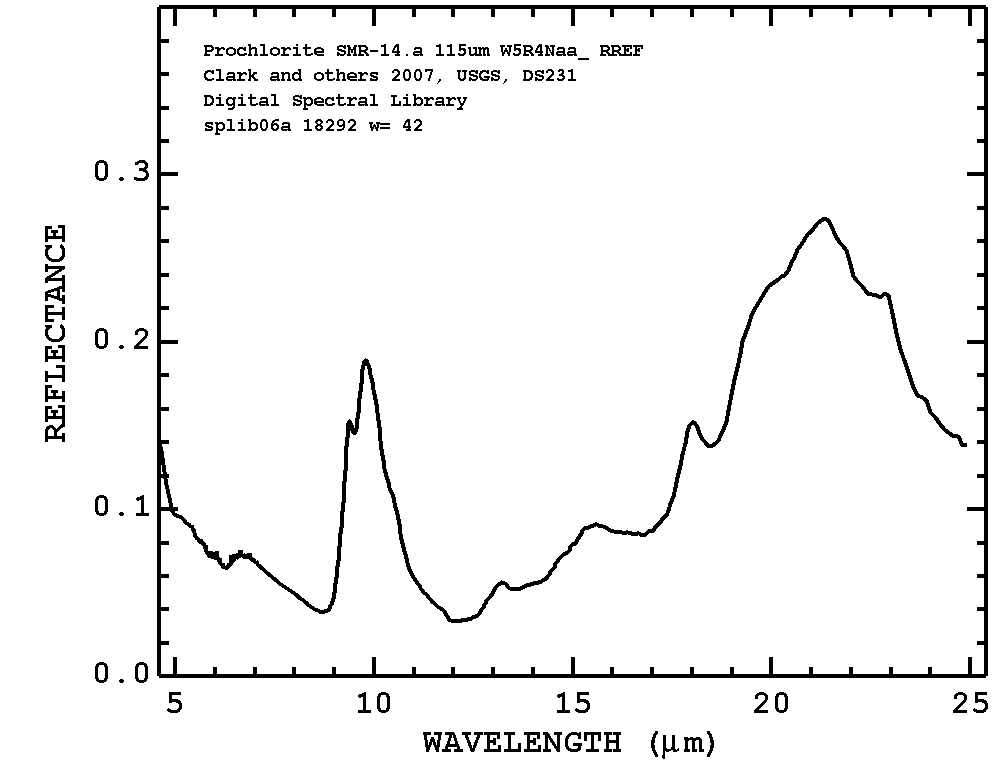 Prochlorite SMR-14.a 115um W5R4Naa_ RREF
Clark and others 2007, USGS, DS231
Digital Spectral Library
splib06a 18292 w= 42
REFLECTANCE
0.3
0.2
0.1
0.0
5 10 15 20 25
WAVELENGTH (μm)